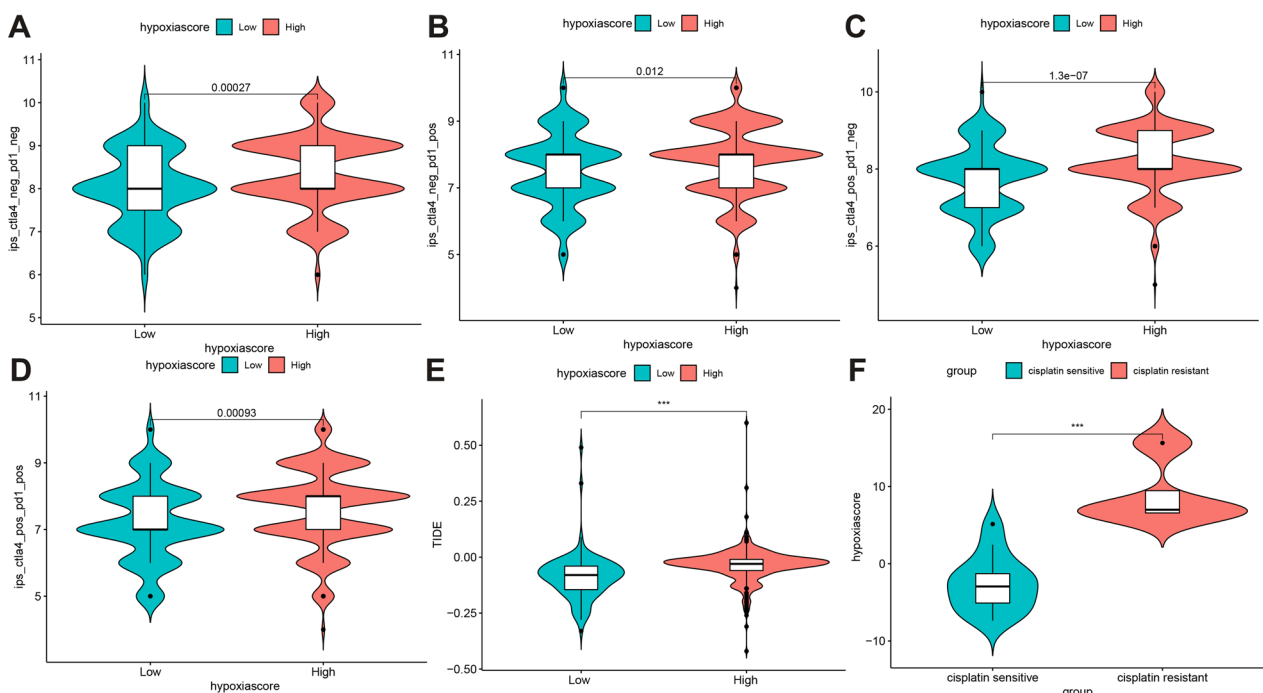 A
hypoxiascore Low High
ips_ctla4_neg_pd1_neg
11
10
9
8
7
6
5
0.00027
Low High
hypoxiascore
B
hypoxiascore Low High
ips_ctla4_neg_pd1_pos
11
9
7
5
0.012
Low High
hypoxiascore
C
hypoxiascore Low High
ips_ctla4_pos_pd1_neg
10
8
6
1.3e−07
Low High
hypoxiascore
D
hypoxiascore Low High
ips_ctla4_pos_pd1_pos
11
9
7
5
0.00093
Low High
hypoxiascore
E
hypoxiascore Low High
TIDE
0.50
0.25
−0.00
−0.25
−0.50
***
Low High
F
group cisplatin sensitive cisplatin resistant
hypoxiascore
20
10
0
−10
***
cisplatin sensitive cisplatin resistant
group